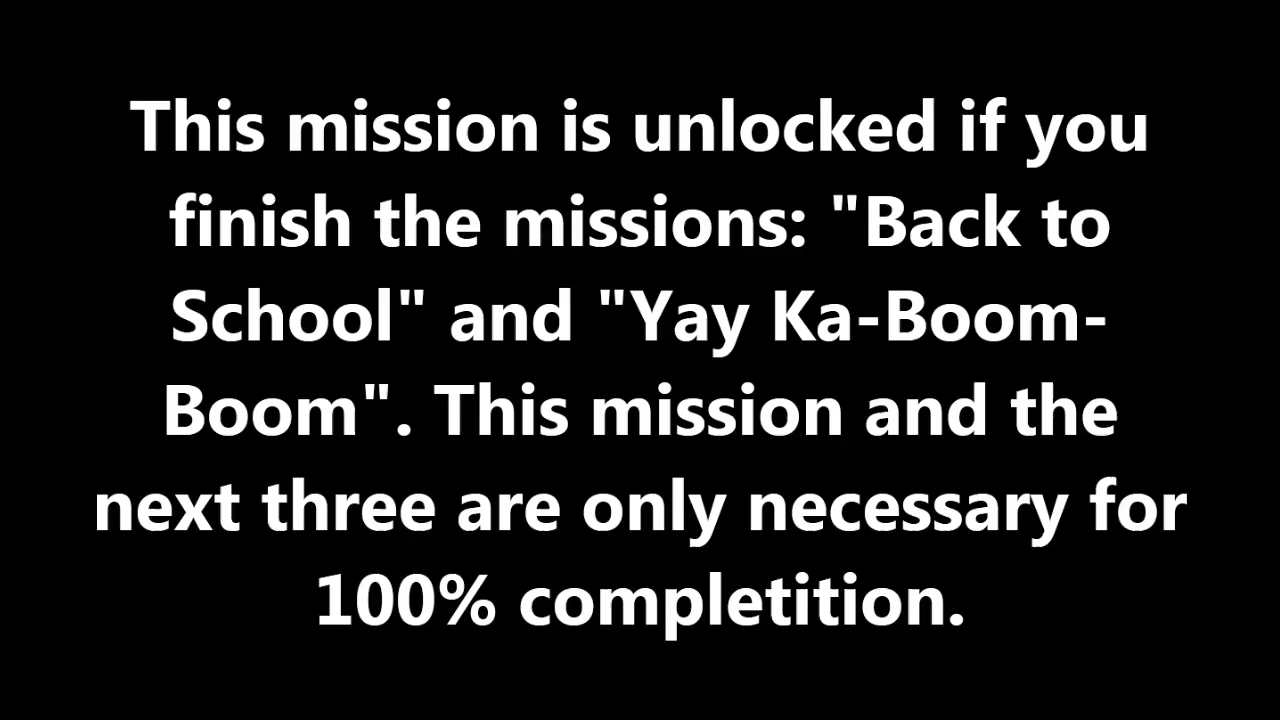 This mission is unlocked if you
finish the missions: "Back to
School" and "Yay Ka-Boom-
Boom". This mission and the
next three are only necessary for
100% completition.